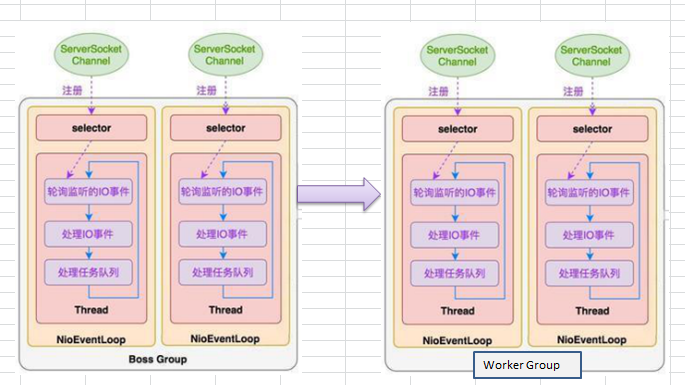 ServerSocket
Channel
ServerSocket
Channel
ServerSocket
Channel
ServerSocket
Channel
注册
注册
注册
注册
selector
selector
selector
selector
轮询监听的IO事件
轮询监听的IO事件
轮询监听的IO事件
轮询监听的IO事件
处理IO事件
处理IO事件
处理IO事件
处理IO事件
处理任务队列
处理任务队列
处理任务队列
处理任务队列
Thread
Thread
Thread
Thread
NioEventLoop
NioEventLoop
NioEventLoop
NioEventLoop
Boss Group
Worker Group